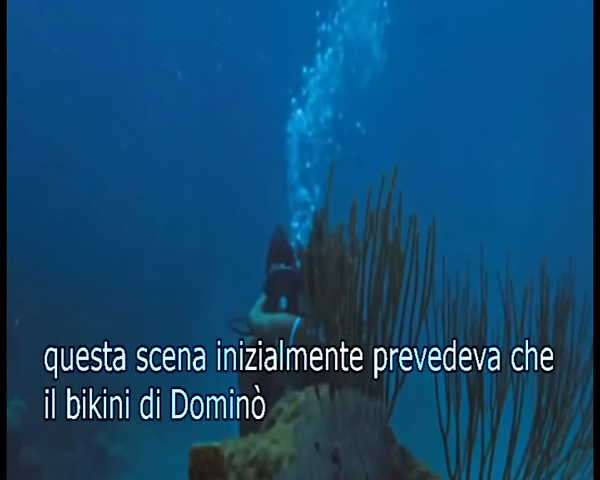 questa scena inizialmente prevedeva che
il bikini di Dominò